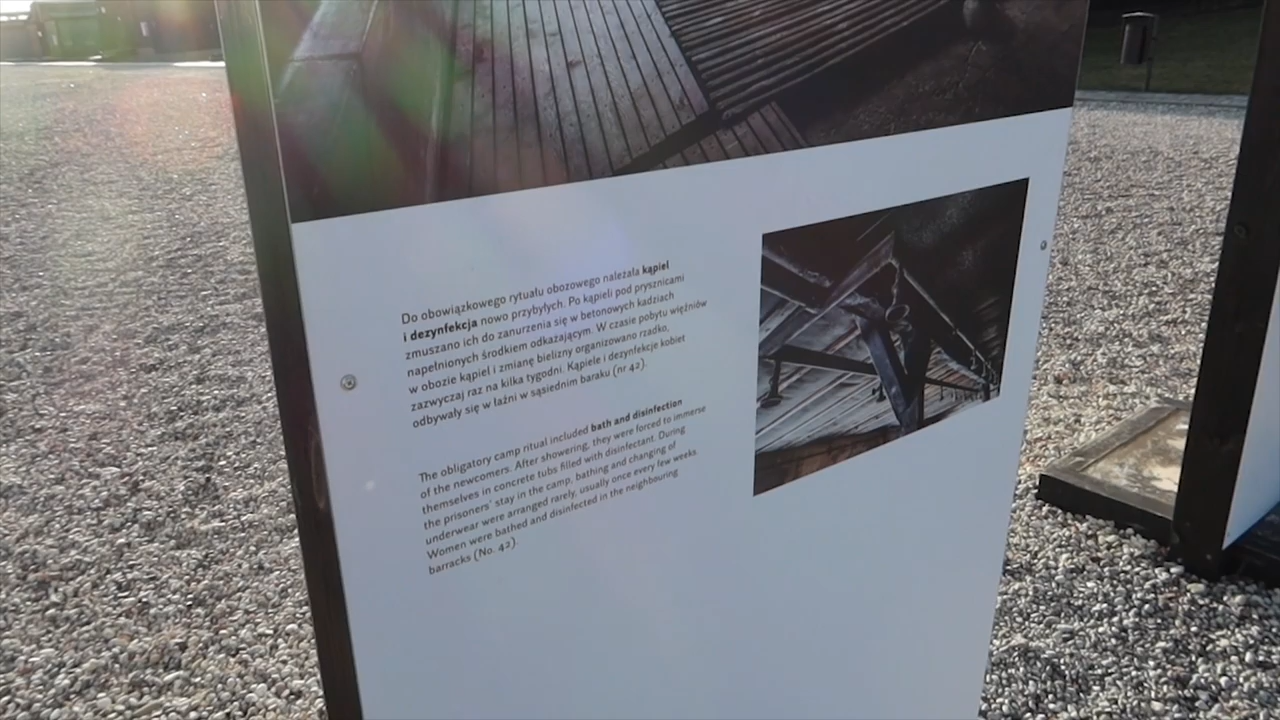 Do obowiązkowego rytuału obozowego należała kąpiel
i dezynfekcja nowo przybyłych. Po kąpieli pod prysznicami
zmuszano ich do zanurzenia się w betonowych kadziach
napełnionych środkiem odkażającym. W czasie pobytu więźniów
w obozie kąpiel i zmianę bielizny organizowano rzadko,
zazwyczaj raz na kilka tygodni. Kąpiele i dezynfekcje kobiet
odbywały się w łaźni w sąsiednim baraku (nr 42).
The obligatory camp ritual included bath and disinfection
of the newcomers. After showering, they were forced to immerse
themselves in concrete tubs filled with disinfectant. During
the prisoners' stay in the camp, bathing and changing of
underwear were arranged rarely, usually once every few weeks.
Women were bathed and disinfected in the neighbouring
barracks (No. 42).